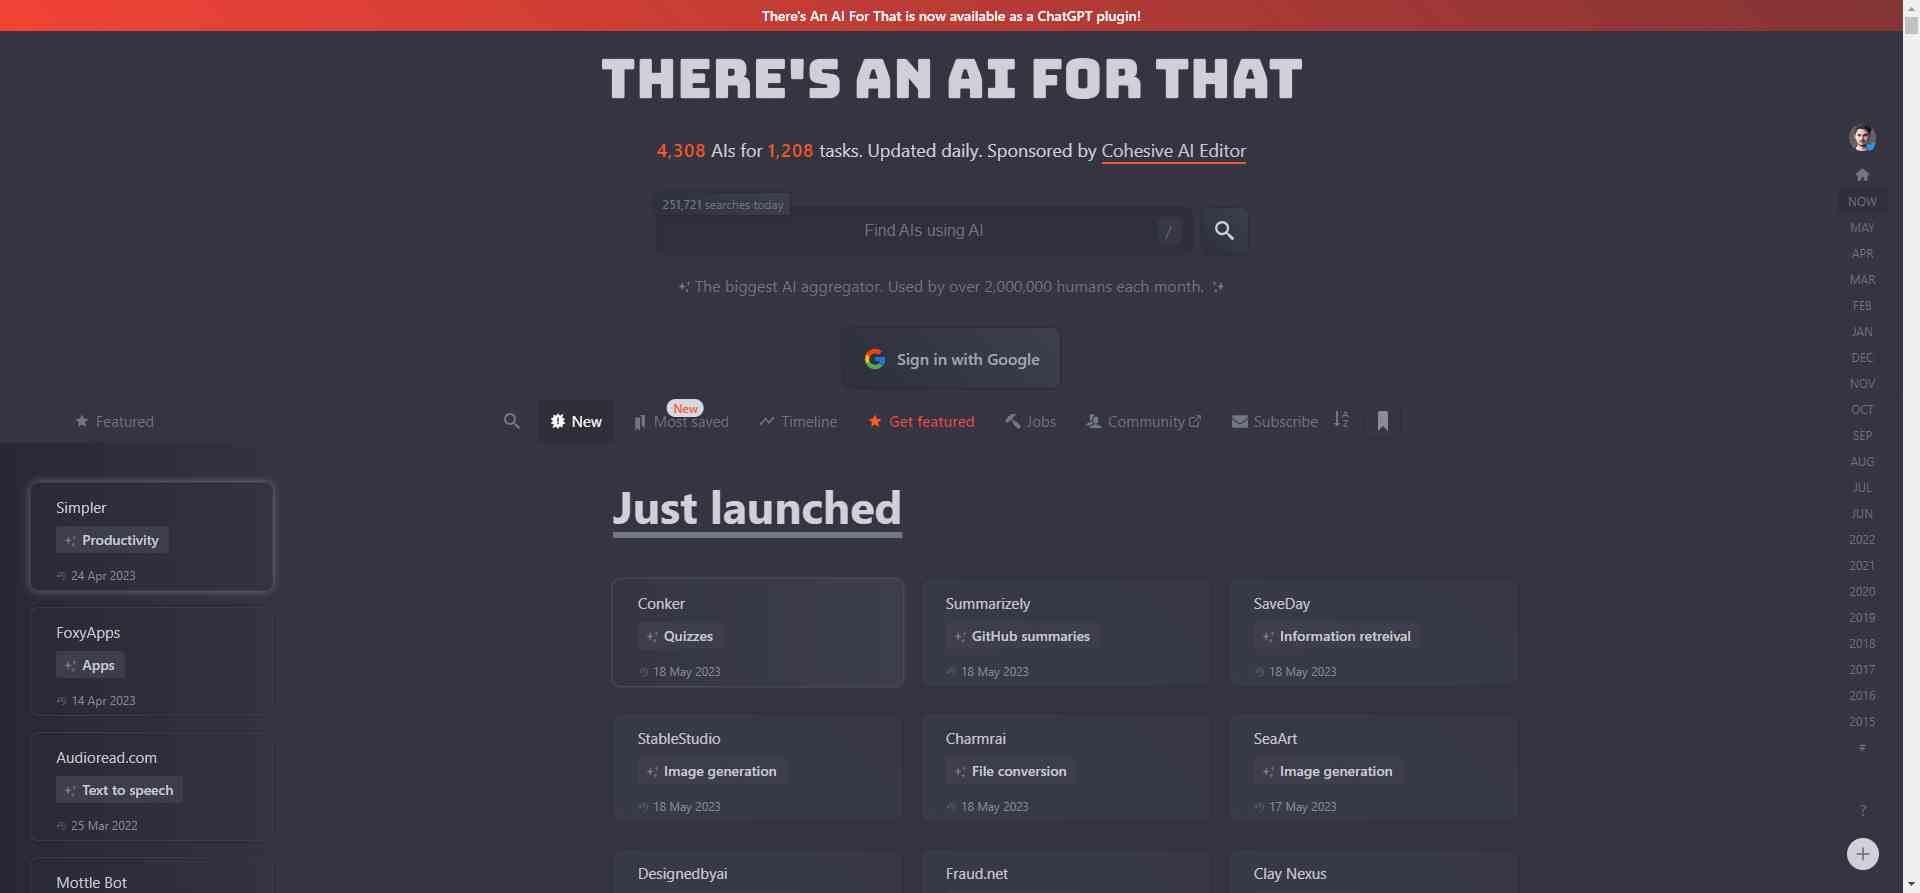 There's An AI For That is now available as a ChatGPT plugin!
THERE'S AN AI FOR THAT
4,308 AIs for 1,208 tasks. Updated daily. Sponsored by Cohesive AI Editor
251,721 searches today
Find AIs using AI /
The biggest AI aggregator. Used by over 2,000,000 humans each month.
Sign in with Google
Featured
New
New
Most saved
Timeline
Get featured
Jobs
Community
Subscribe
Simpler
Productivity
24 Apr 2023
FoxyApps
Apps
14 Apr 2023
Audioread.com
Text to speech
25 Mar 2022
Mottle Bot
Just launched
Conker
Quizzes
18 May 2023
Summarizely
GitHub summaries
18 May 2023
SaveDay
Information retreival
18 May 2023
StableStudio
Image generation
18 May 2023
Charmrai
File conversion
18 May 2023
SeaArt
Image generation
17 May 2023
Designedbyai
Fraud.net
Clay Nexus
NOW
MAY
APR
MAR
FEB
JAN
DEC
NOV
OCT
SEP
AUG
JUL
JUN
2022
2021
2020
2019
2018
2017
2016
2015
#
?